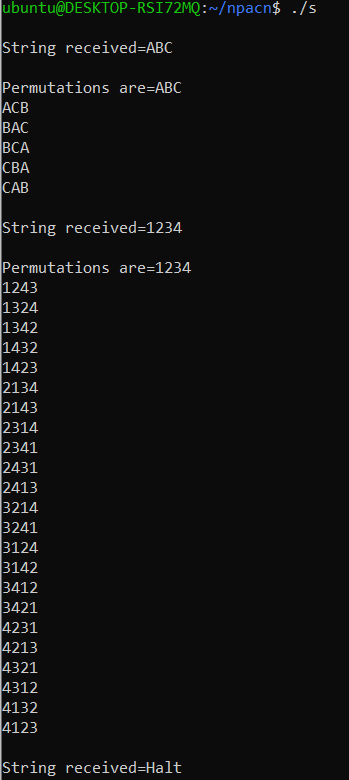 ubuntu@DESKTOP-RSI72MQ:~/npacn$ ./s
String received=ABC
Permutations are=ABC
ACB
BAC
BCA
CBA
CAB
String received=1234
Permutations are=1234
1243
1324
1342
1432
1423
2134
2143
2314
2341
2431
2413
3214
3241
3124
3142
3412
3421
4231
4213
4321
4312
4132
4123
String received=Halt